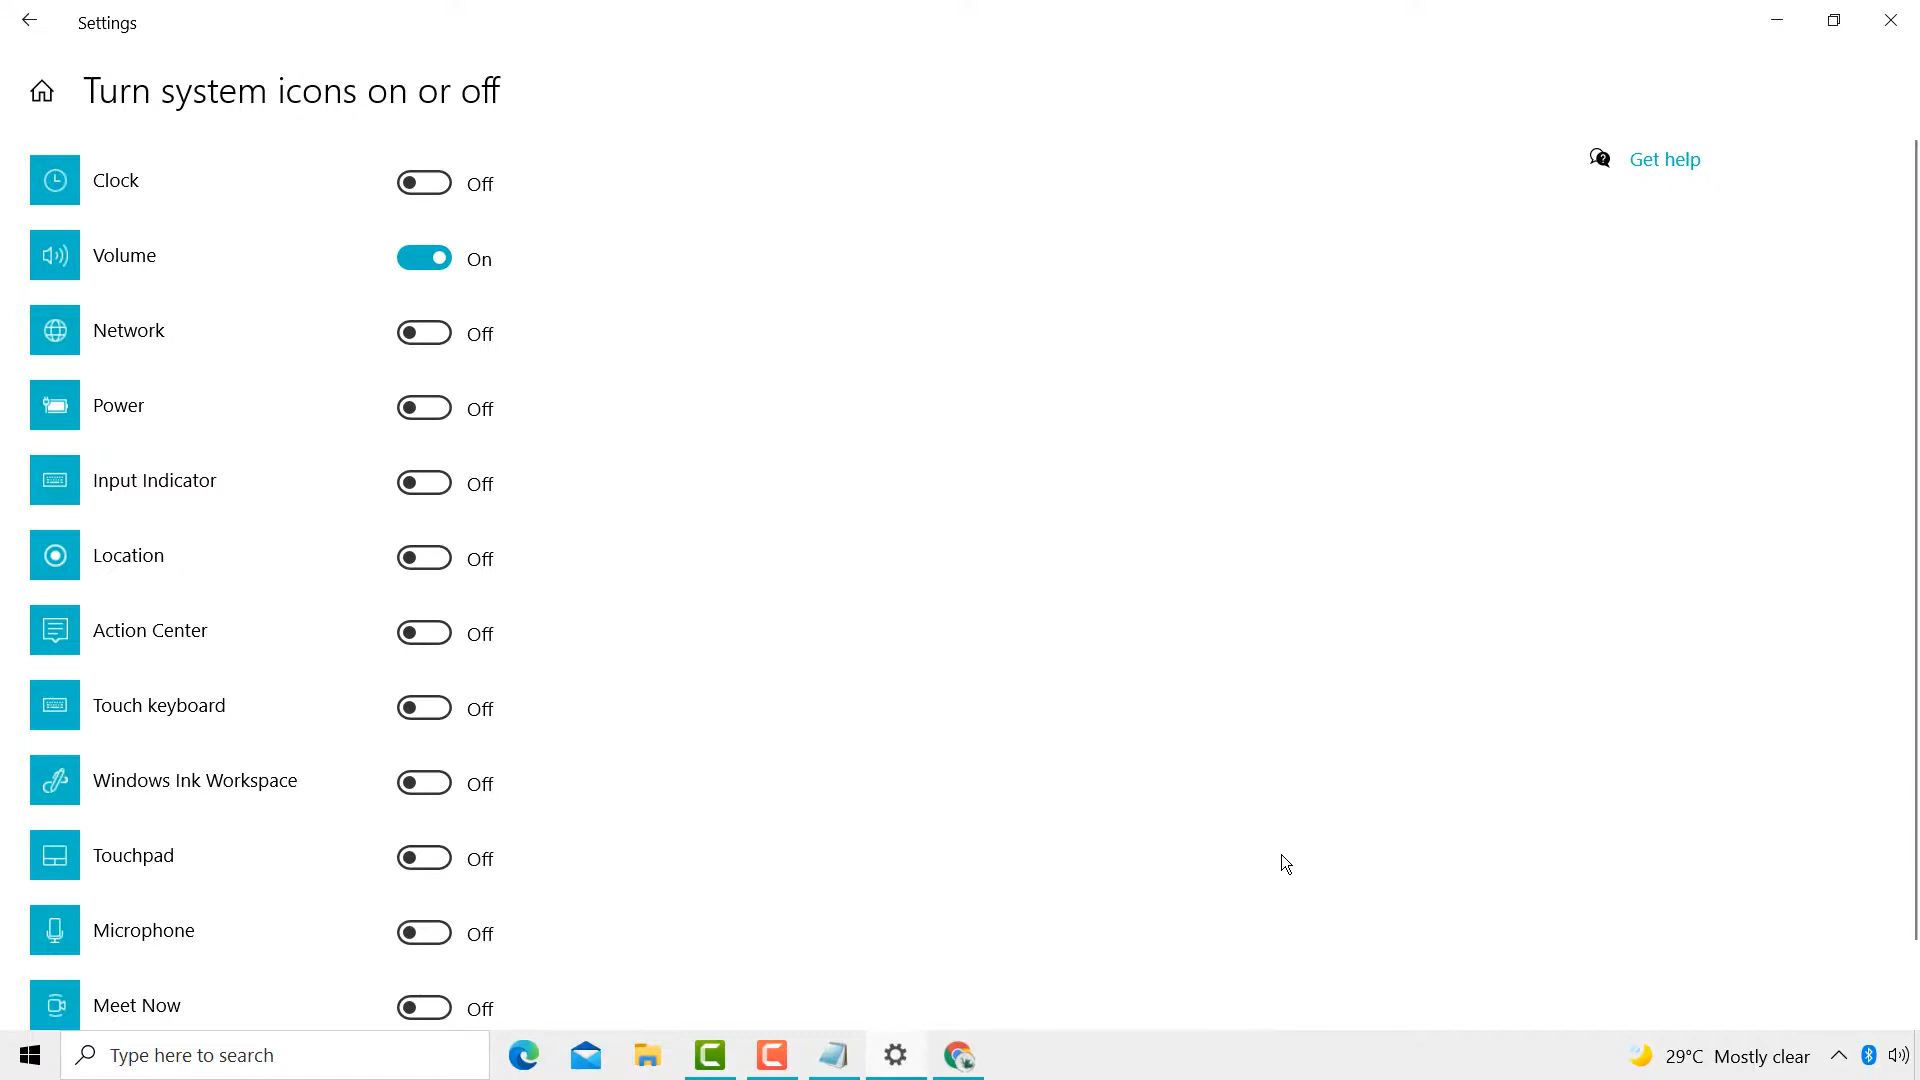 Settings
Turn system icons on or off
Get help
Clock Off
Volume On
Network Off
Power Off
Input Indicator Off
Location Off
Action Center Off
Touch keyboard Off
Windows Ink Workspace Off
Touchpad Off
Microphone Off
Meet Now Off
Type here to search
29°C Mostly clear